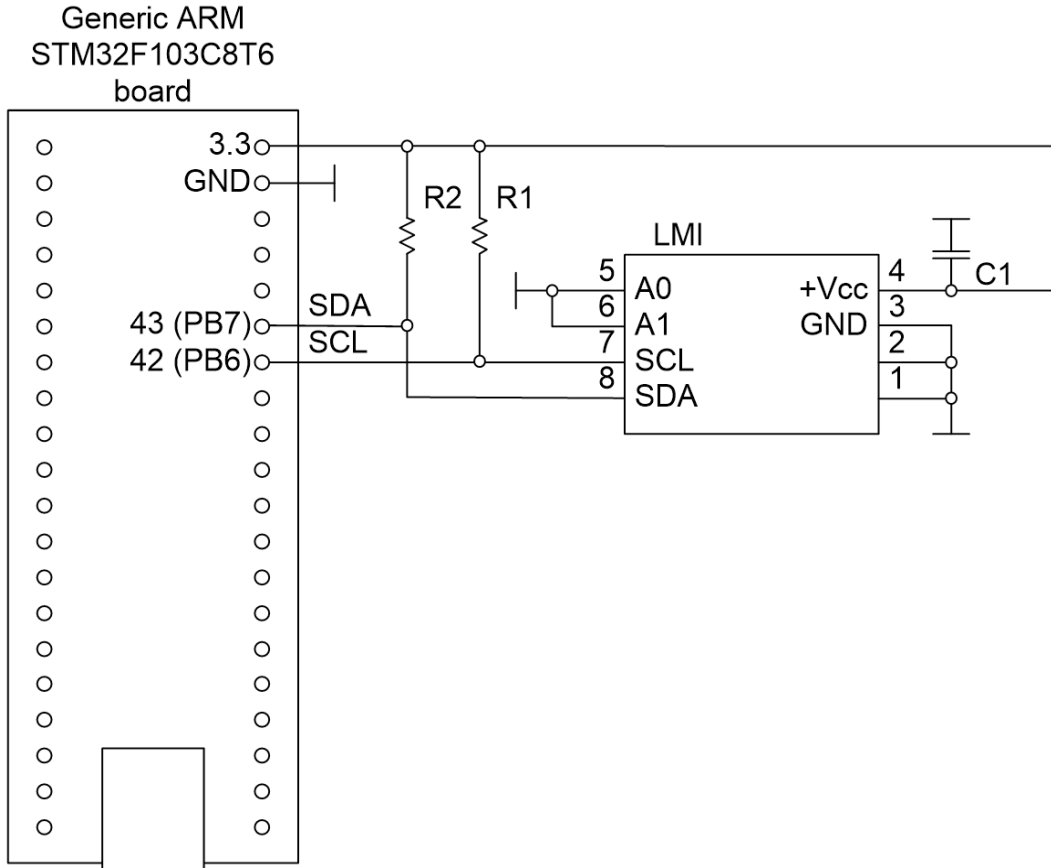 Generic ARM
STM32F103C8T6
board
3.3
GND
R2
R1
LMI
C1
SDA
43 (PB7)
SCL
42 (PB6)
5
A0
+Vcc
4
6
A1
GND
3
7
SCL
2
8
SDA
1